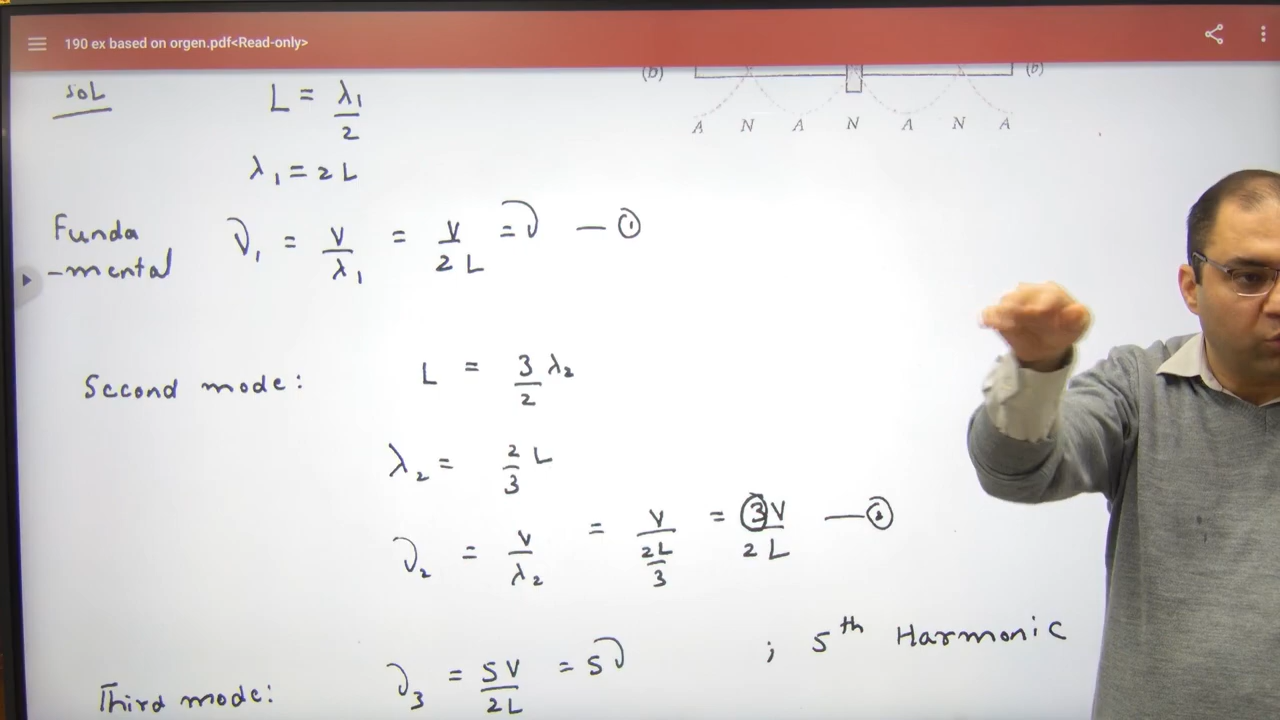 190 ex based on orgen.pdf<Read-only>
(b) (b)
A N A N A N A
SOL L = λ₁/2
λ₁ = 2L
Funda
-mental ν₁ = V/λ₁ = V/2L = ν — ①
Second mode: L = 3/2 λ₂
λ₂ = 2/3 L
ν₂ = V/λ₂ = V/(2L/3) = 3V/2L — ②
Third mode: ν₃ = 5V/2L = 5ν ; 5th Harmonic